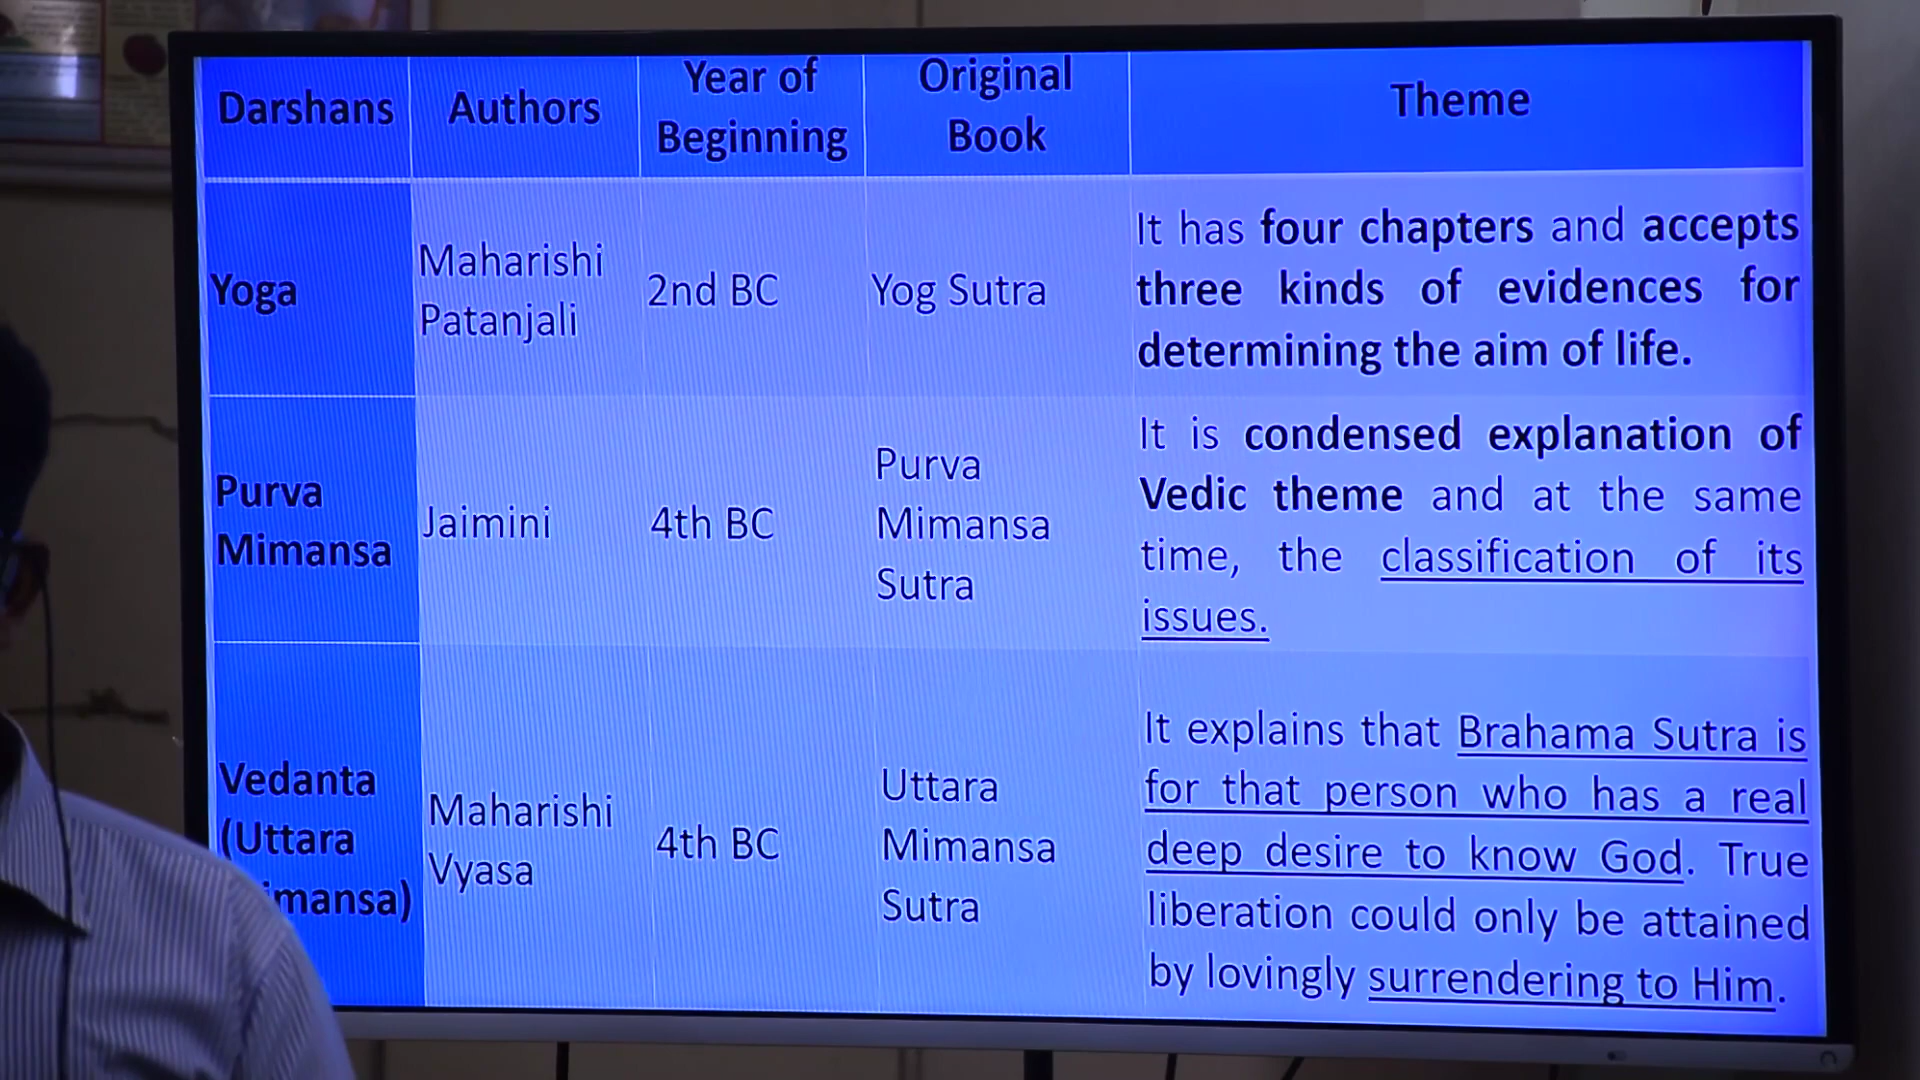 Darshans
Authors
Year of
Beginning
Original
Book
Theme
Yoga
Maharishi
Patanjali
2nd BC
Yog Sutra
It has four chapters and accepts
three kinds of evidences for
determining the aim of life.
Purva
Mimansa
Jaimini
4th BC
Purva
Mimansa
Sutra
It is condensed explanation of
Vedic theme and at the same
time, the classification of its
issues.
Vedanta
(Uttara
imansa)
Maharishi
Vyasa
4th BC
Uttara
Mimansa
Sutra
It explains that Brahama Sutra is
for that person who has a real
deep desire to know God. True
liberation could only be attained
by lovingly surrendering to Him.